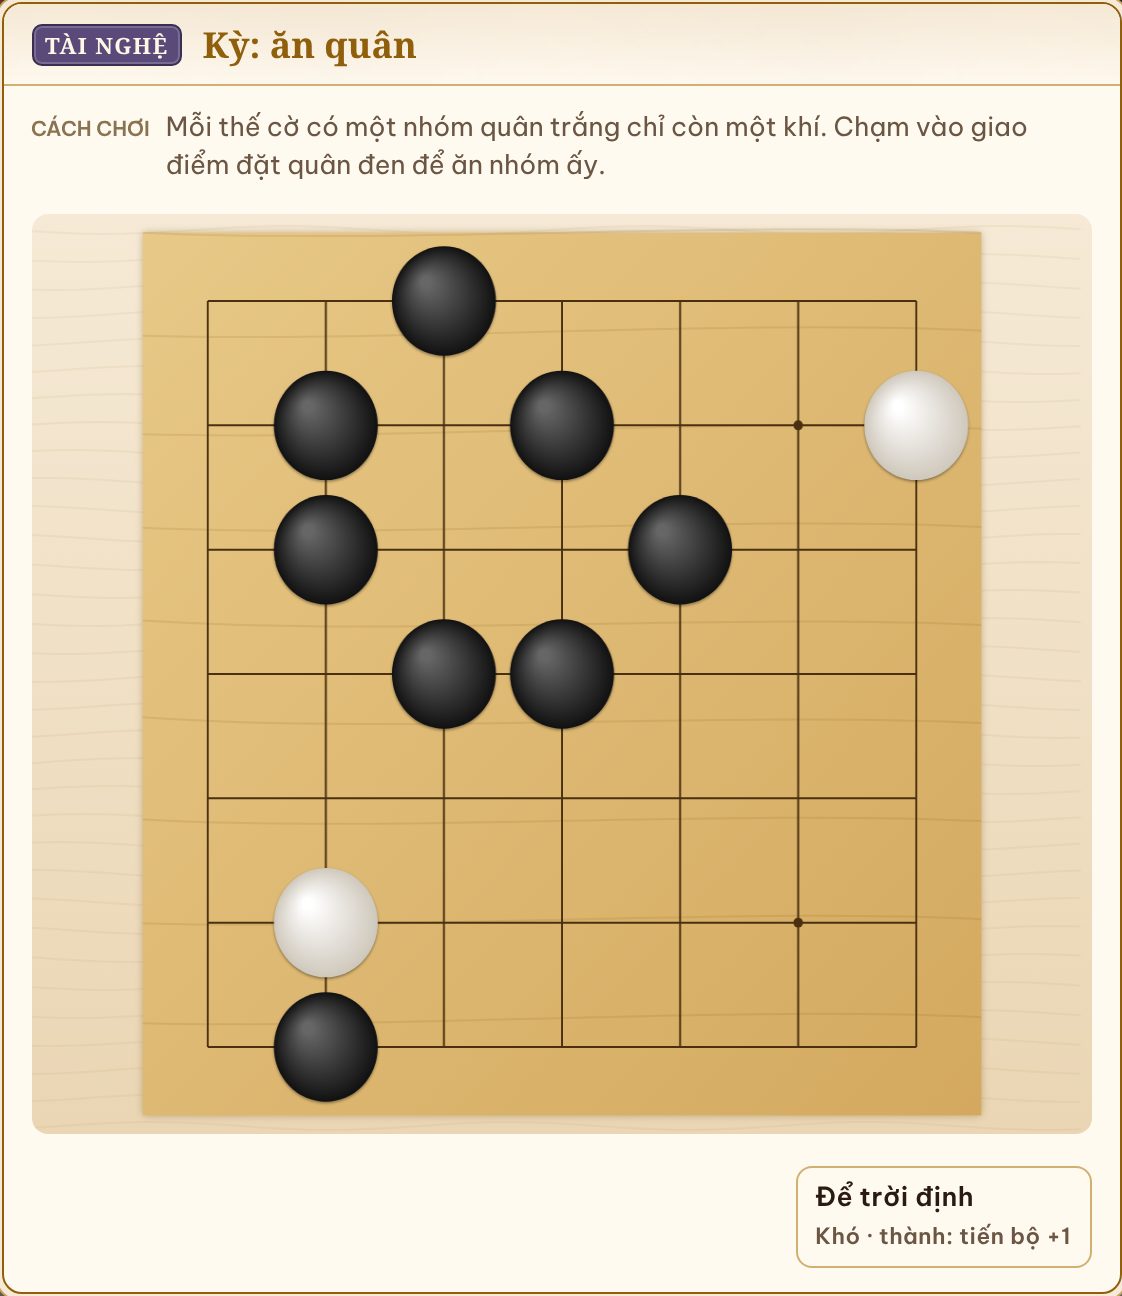 TÀI NGHỆ Kỳ: ăn quân
CÁCH CHƠI Mỗi thế cờ có một nhóm quân trắng chỉ còn một khí. Chạm vào giao
điểm đặt quân đen để ăn nhóm ấy.
Để trời định
Khó · thành: tiến bộ +1